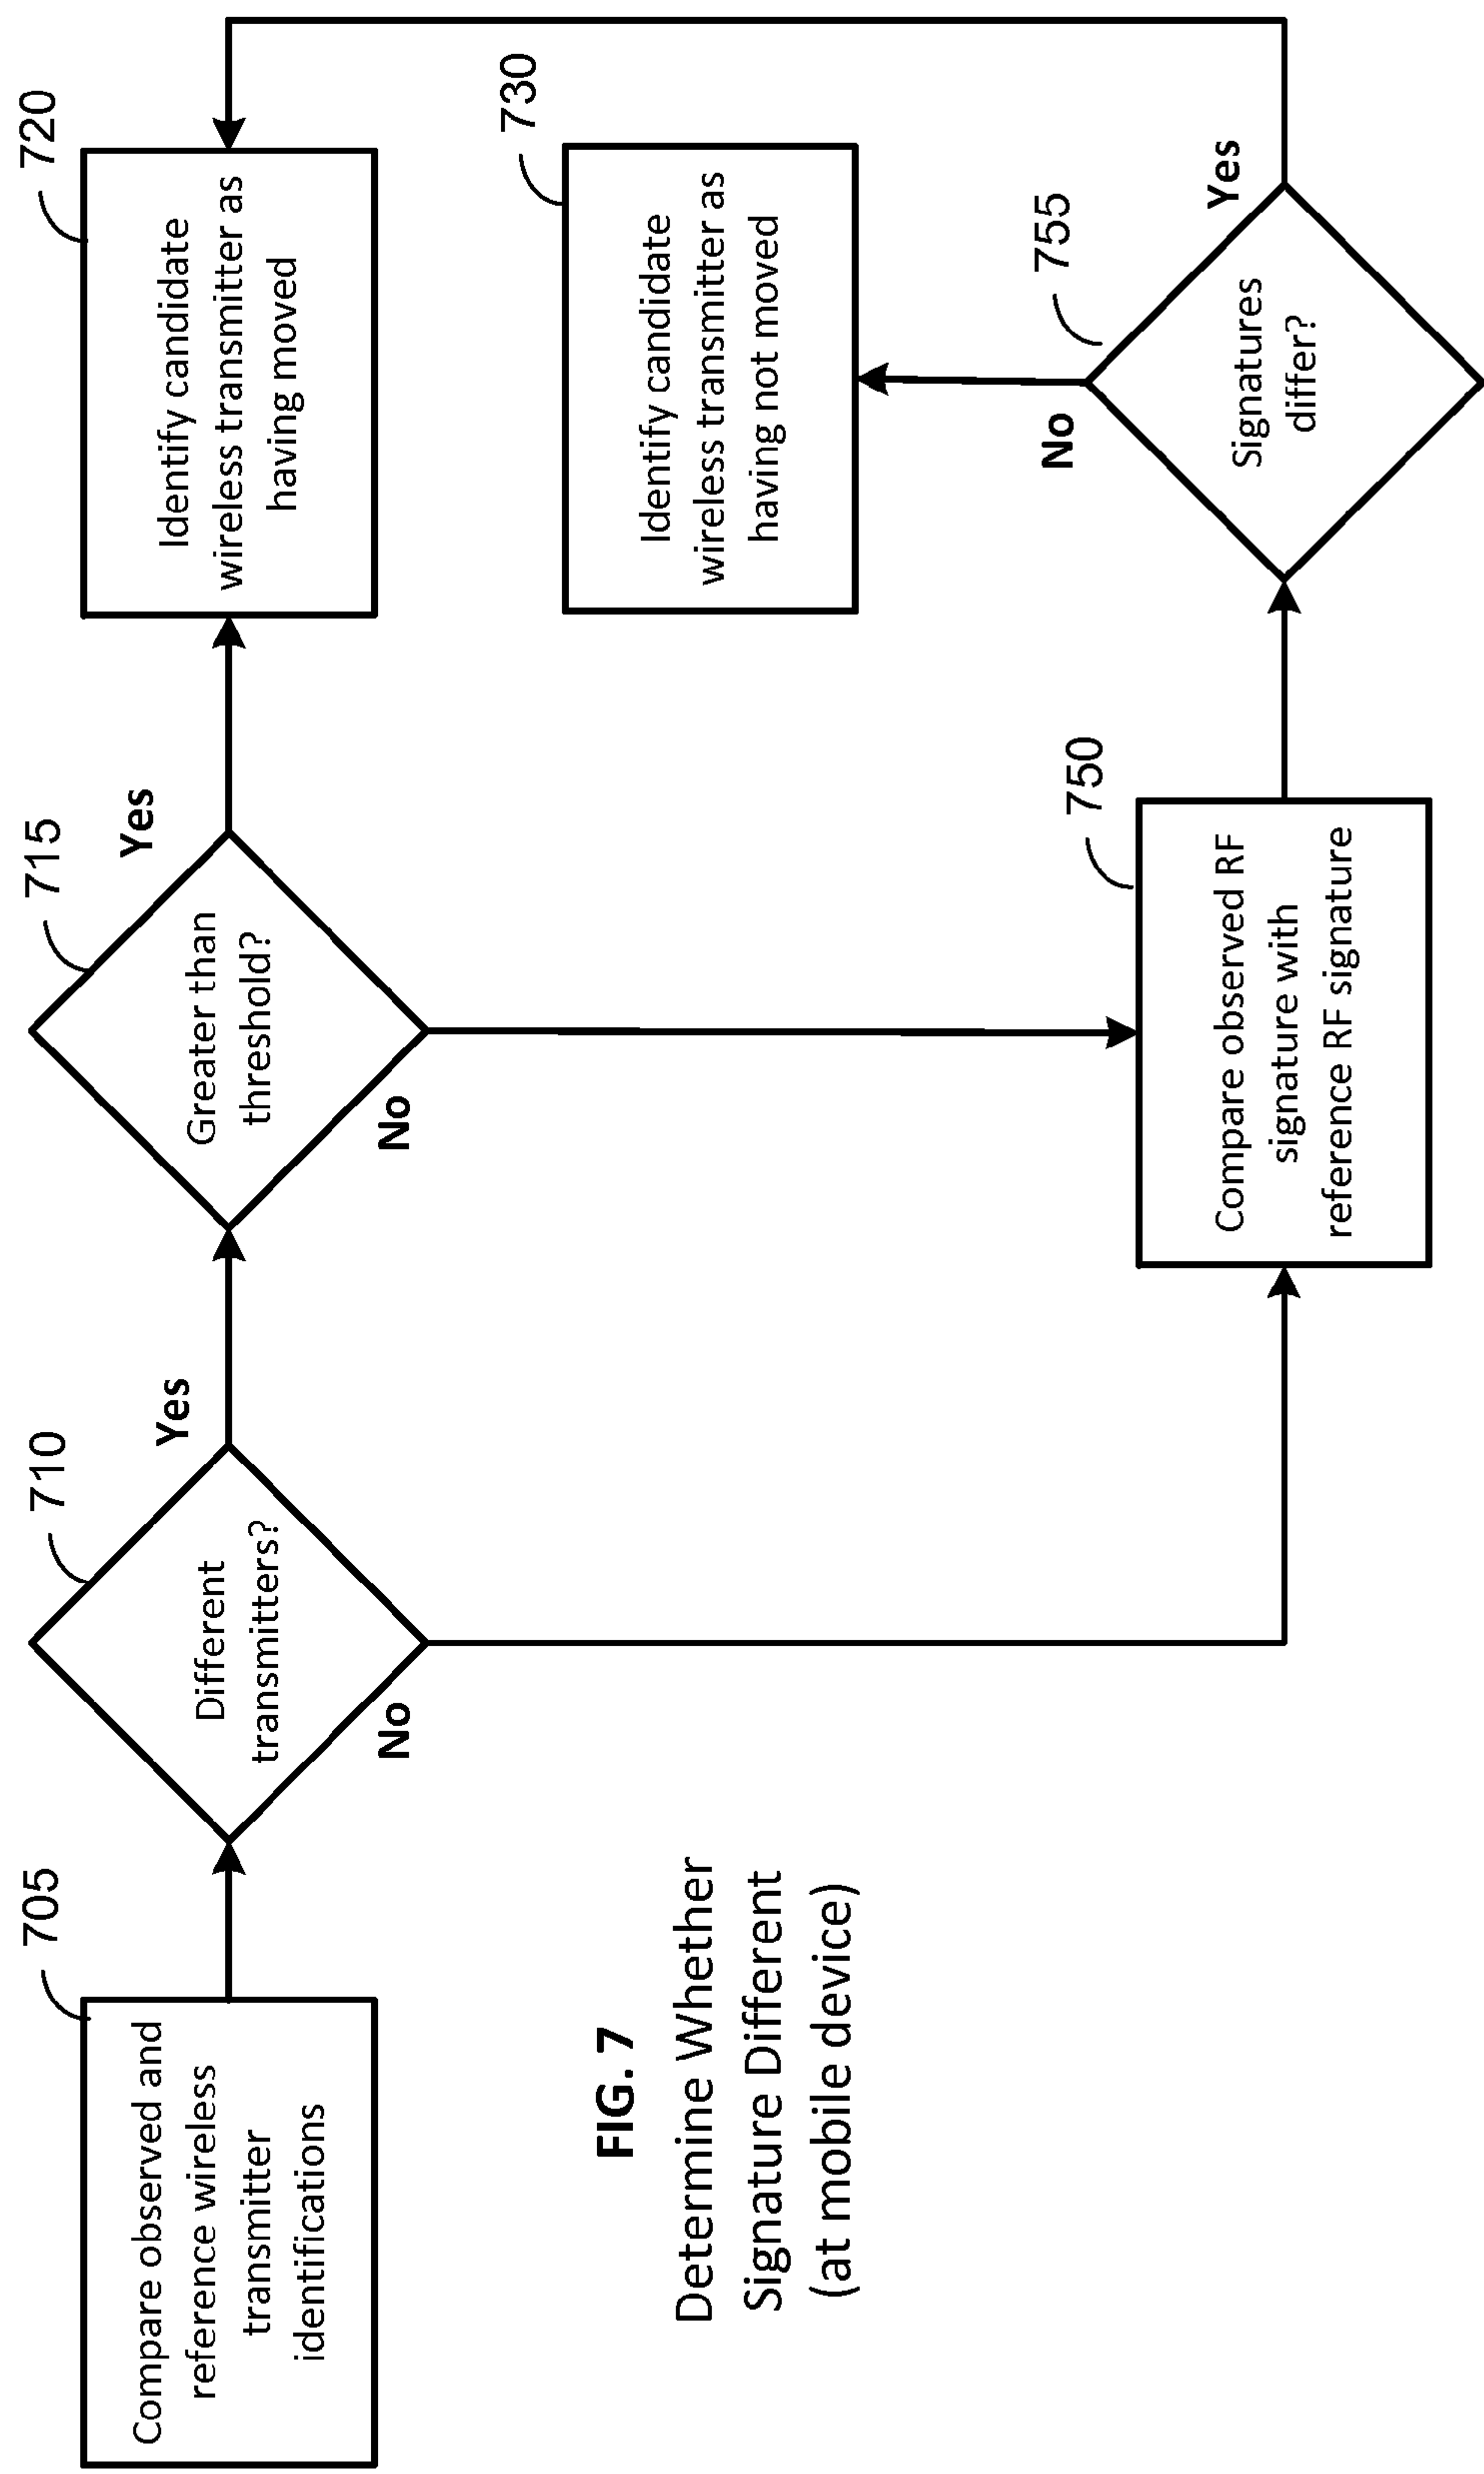 705
Compare observed and
reference wireless
transmitter
identifications
710
Different
transmitters?
Yes
No
715
Greater than
threshold?
Yes
No
720
Identify candidate
wireless transmitter as
having moved
730
Identify candidate
wireless transmitter as
having not moved
750
Compare observed RF
signature with
reference RF signature
755
Signatures
differ?
No
Yes
FIG. 7
Determine Whether
Signature Different
(at mobile device)